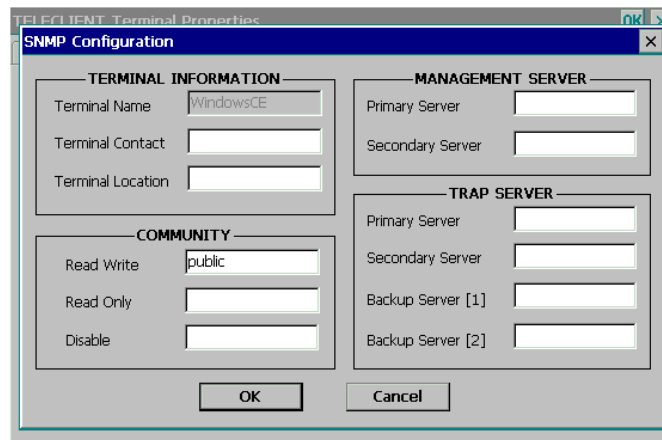 TELECLIENT Terminal Properties OK
SNMP Configuration
TERMINAL INFORMATION
Terminal Name WindowsCE
Terminal Contact
Terminal Location
COMMUNITY
Read Write public
Read Only
Disable
MANAGEMENT SERVER
Primary Server
Secondary Server
TRAP SERVER
Primary Server
Secondary Server
Backup Server [1]
Backup Server [2]
OK Cancel